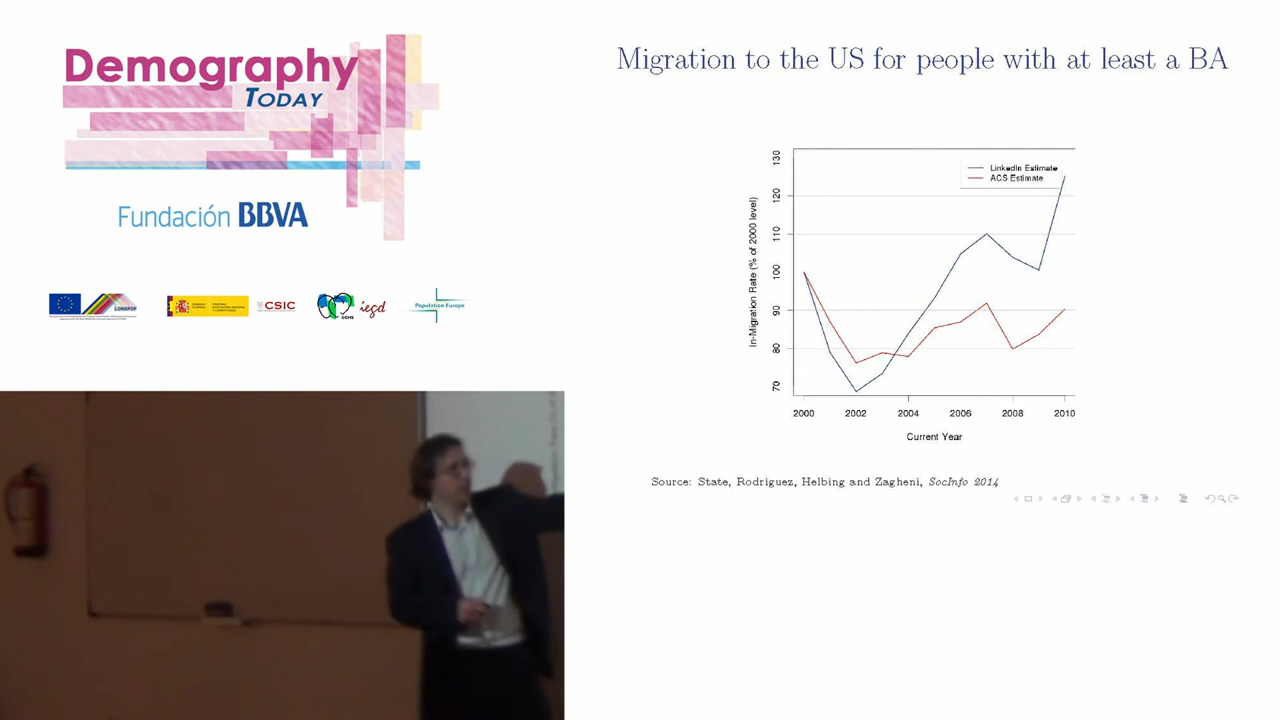 Demography
TODAY
Fundación BBVA
LONGPOP
CSIC
CCHS
iegd
Population Europe
Migration to the US for people with at least a BA
LinkedIn Estimate
ACS Estimate
In-Migration Rate (% of 2000 level)
130
120
110
100
90
80
70
2000 2002 2004 2006 2008 2010
Current Year
Source: State, Rodriguez, Helbing and Zagheni, SocInfo 2014